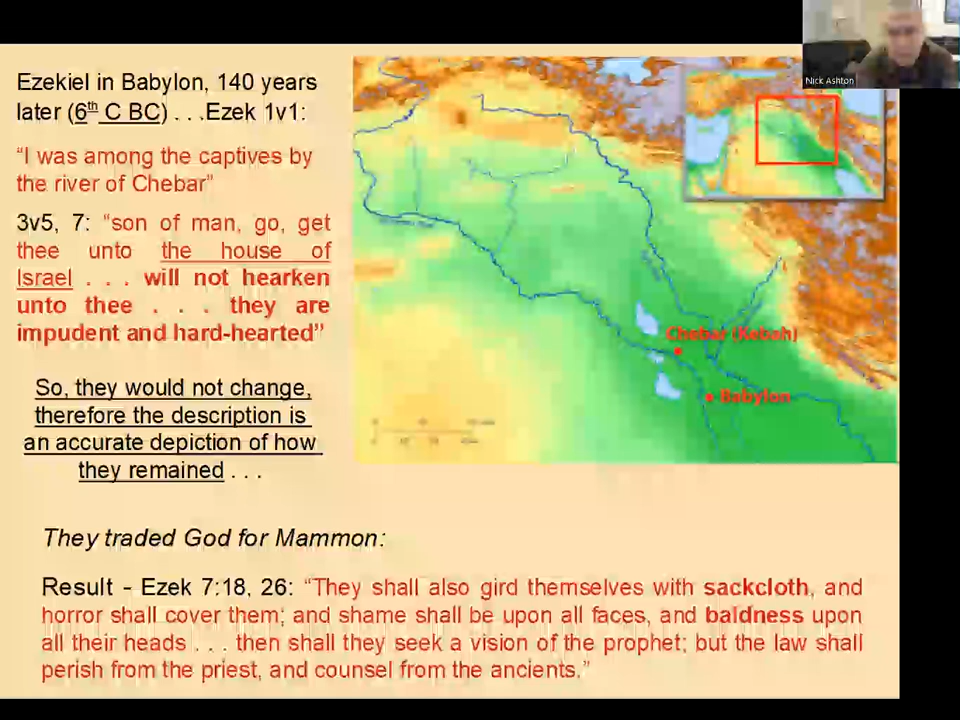 Nick Ashton
Ezekiel in Babylon, 140 years
later (6th C BC) . . .Ezek 1v1:
“I was among the captives by
the river of Chebar”
3v5, 7: “son of man, go, get
thee unto the house of
Israel . . . will not hearken
unto thee . . . they are
impudent and hard-hearted”
So, they would not change,
therefore the description is
an accurate depiction of how
they remained . . .
Chebar (Kebah)
Babylon
They traded God for Mammon:
Result - Ezek 7:18, 26: “They shall also gird themselves with sackcloth, and
horror shall cover them; and shame shall be upon all faces, and baldness upon
all their heads . . . then shall they seek a vision of the prophet; but the law shall
perish from the priest, and counsel from the ancients.”